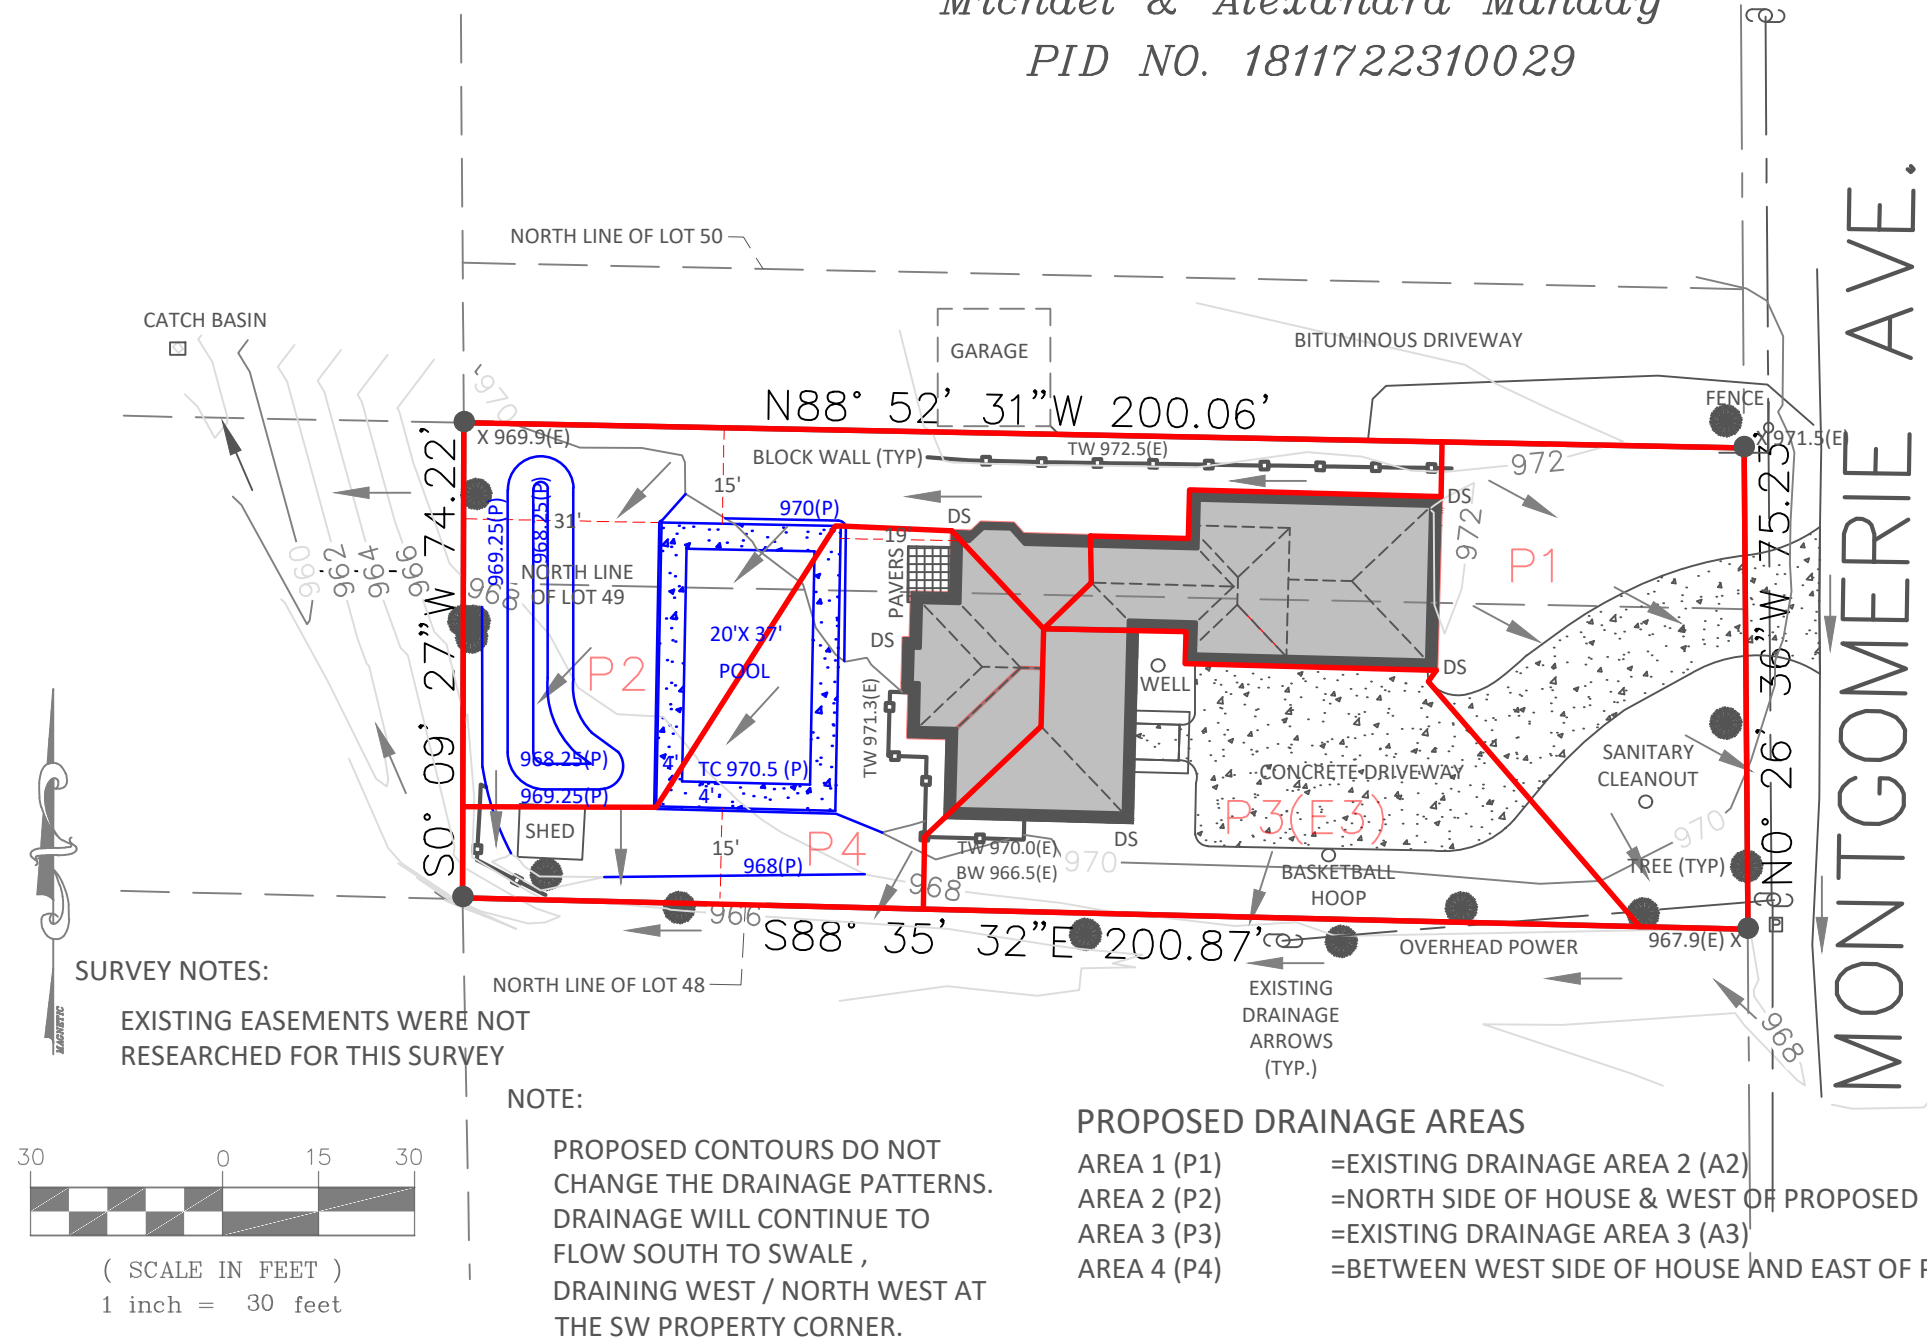 Michael & Alexandra Manday
PID NO. 1811722310029
NORTH LINE OF LOT 50
CATCH BASIN
GARAGE
BITUMINOUS DRIVEWAY
FENCE
970
N88° 52' 31"W 200.06'
X 969.9(E)
X 971.5(E)
BLOCK WALL (TYP)
TW 972.5(E)
972
15'
DS
DS
970(P)
31'
19
972
969.25(P)
968.25(P)
PAVERS
P1
960
962
964
966
968
NORTH LINE
OF LOT 49
S0° 09' 27"W 74.22'
N0° 26' 36"W 75.23'
MONTGOMERIE AVE.
20'X 37'
POOL
P2
DS
DS
WELL
TW 971.3(E)
968.25(P)
4'
TC 970.5 (P)
4'
969.25(P)
CONCRETE DRIVEWAY
SANITARY
CLEANOUT
P3(E3)
SHED
15'
P4
DS
970
TW 970.0(E)
BW 966.5(E)
970
968(P)
968
BASKETBALL
HOOP
TREE (TYP)
966
S88° 35' 32"E 200.87'
OVERHEAD POWER
967.9(E) X
NORTH LINE OF LOT 48
EXISTING
DRAINAGE
ARROWS
(TYP.)
968
MAGNETIC
SURVEY NOTES:
EXISTING EASEMENTS WERE NOT
RESEARCHED FOR THIS SURVEY
NOTE:
PROPOSED CONTOURS DO NOT
CHANGE THE DRAINAGE PATTERNS.
DRAINAGE WILL CONTINUE TO
FLOW SOUTH TO SWALE ,
DRAINING WEST / NORTH WEST AT
THE SW PROPERTY CORNER.
PROPOSED DRAINAGE AREAS
AREA 1 (P1) =EXISTING DRAINAGE AREA 2 (A2)
AREA 2 (P2) =NORTH SIDE OF HOUSE & WEST OF PROPOSED
AREA 3 (P3) =EXISTING DRAINAGE AREA 3 (A3)
AREA 4 (P4) =BETWEEN WEST SIDE OF HOUSE AND EAST OF
30 0 15 30
( SCALE IN FEET )
1 inch = 30 feet